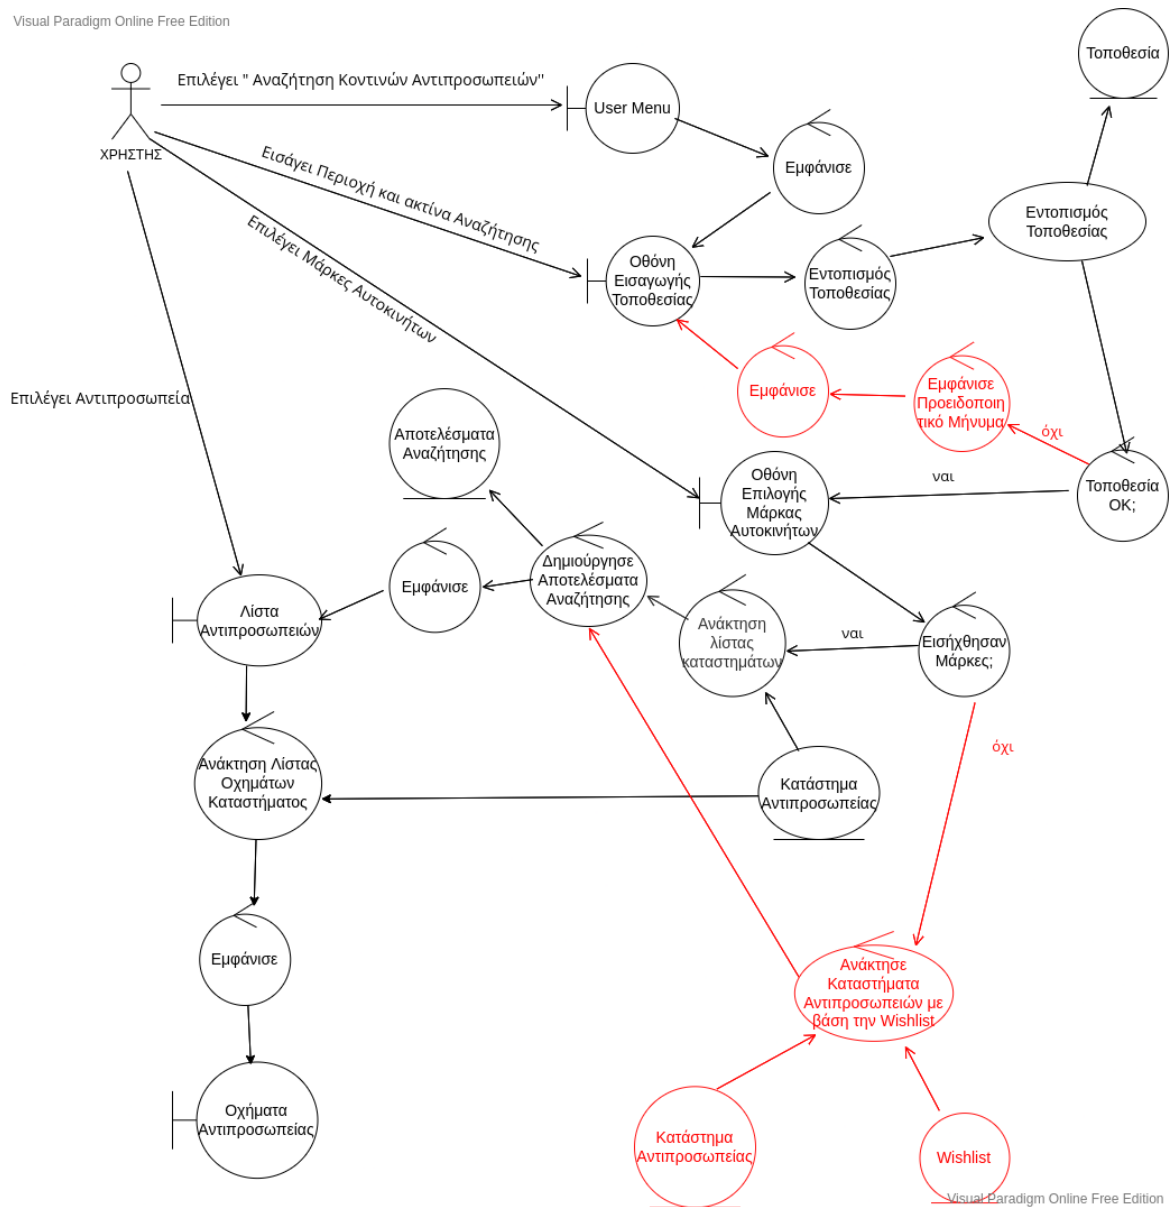 Visual Paradigm Online Free Edition
Τοποθεσία
Επιλέγει " Αναζήτηση Κοντινών Αντιπροσωπειών"
User Menu
ΧΡΗΣΤΗΣ
Εμφάνισε
Εισάγει Περιοχή και ακτίνα Αναζήτησης
Εντοπισμός
Τοποθεσίας
Επιλέγει Μάρκες Αυτοκινήτων
Οθόνη
Εισαγωγής
Τοποθεσίας
Εντοπισμός
Τοποθεσίας
Εμφάνισε
Εμφάνισε
Προειδοποιη
τικό Μήνυμα
όχι
Επιλέγει Αντιπροσωπεία
Αποτελέσματα
Αναζήτησης
Οθόνη
Επιλογής
Μάρκας
Αυτοκινήτων
ναι
Τοποθεσία
OK;
Εμφάνισε
Δημιούργησε
Αποτελέσματα
Αναζήτησης
Λίστα
Αντιπροσωπειών
Ανάκτηση
λίστας
καταστημάτων
ναι
Εισήχθησαν
Μάρκες;
όχι
Ανάκτηση Λίστας
Οχημάτων
Καταστήματος
Κατάστημα
Αντιπροσωπείας
Εμφάνισε
Ανάκτησε
Καταστήματα
Αντιπροσωπειών με
βάση την Wishlist
Οχήματα
Αντιπροσωπείας
Κατάστημα
Αντιπροσωπείας
Wishlist
Visual Paradigm Online Free Edition